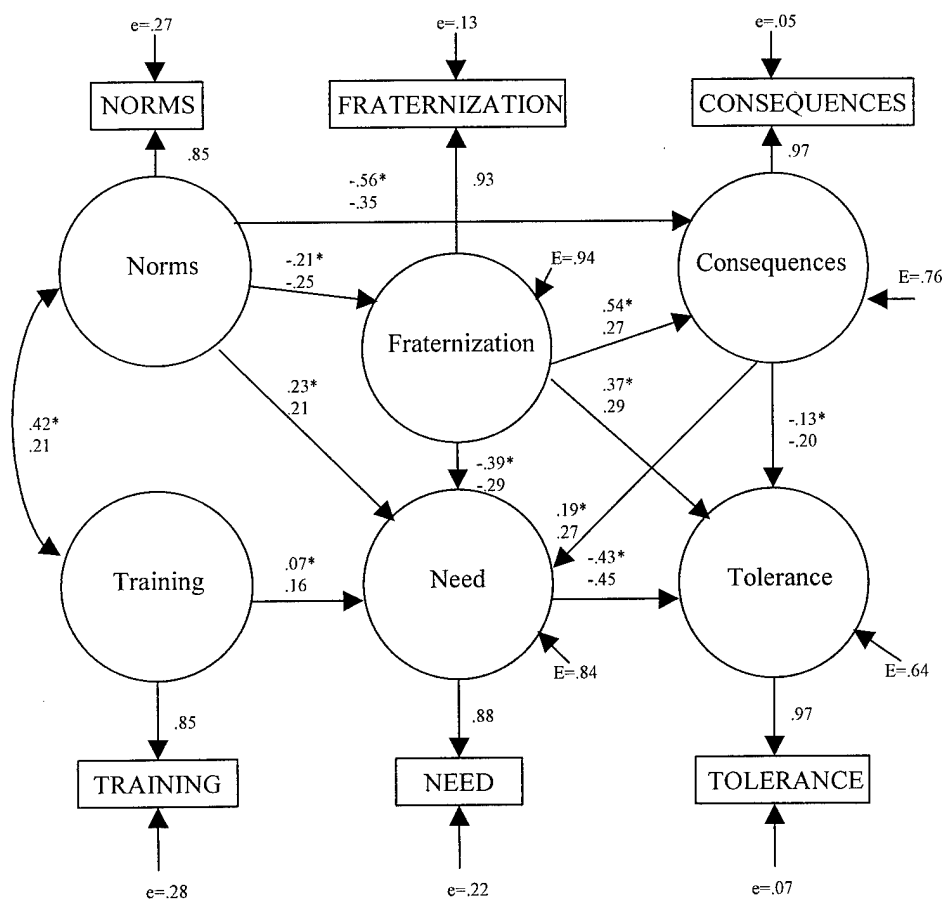 e=.27
e=.13
e=.05
NORMS
FRATERNIZATION
CONSEQUENCES
.85
.93
.97
-.56*
-.35
Norms
-.21*
-.25
E=.94
Consequences
E=.76
Fraternization
.54*
.27
.23*
.21
.37*
.29
.42*
.21
-.39*
-.29
-.13*
-.20
.19*
.27
Training
.07*
.16
Need
-.43*
-.45
Tolerance
E=.84
E=.64
.85
.88
.97
TRAINING
NEED
TOLERANCE
e=.28
e=.22
e=.07